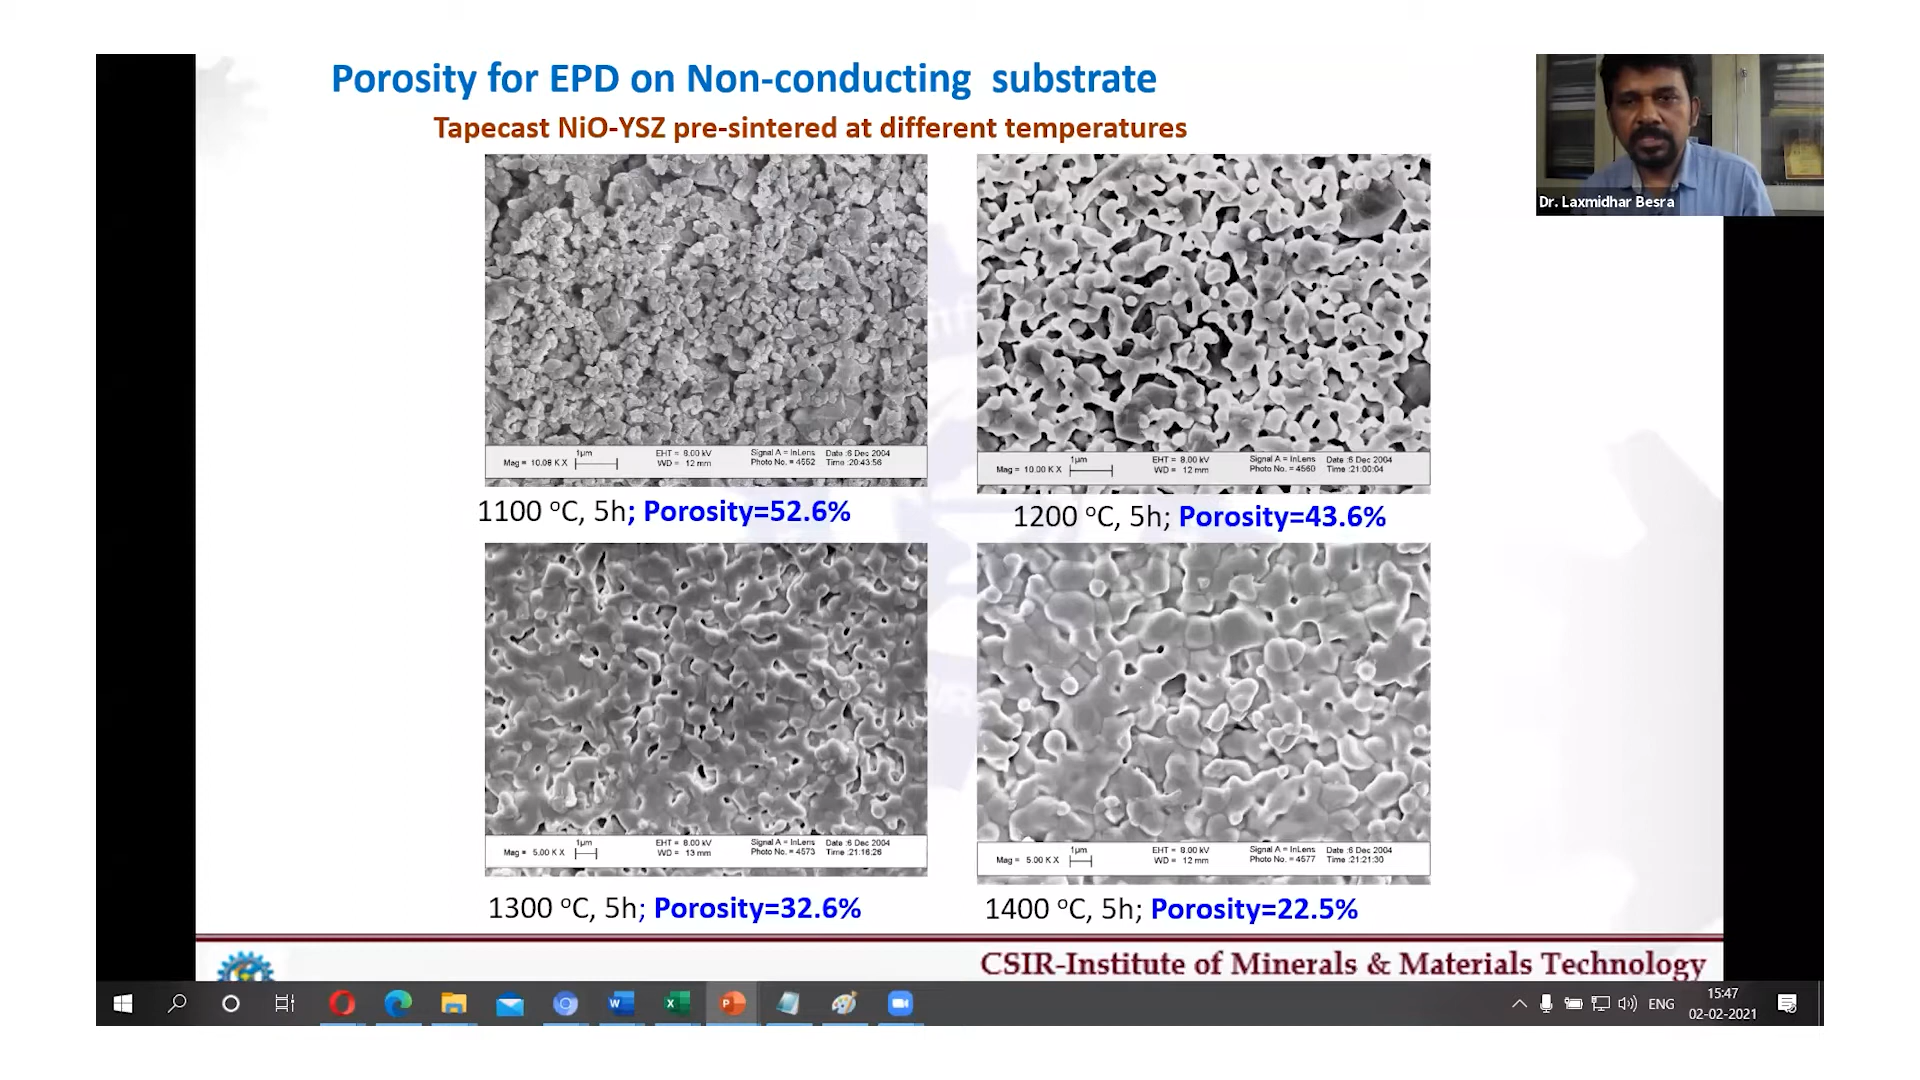 Porosity for EPD on Non-conducting substrate
Tapecast NiO-YSZ pre-sintered at different temperatures
Dr. Laxmidhar Besra
Mag = 10.08 K X 1µm EHT = 8.00 kV WD = 12 mm Signal A = InLens Photo No. = 4552 Date :6 Dec 2004 Time :20:43:56
Mag = 10.00 K X 1µm EHT = 8.00 kV WD = 12 mm Signal A = InLens Photo No. = 4560 Date :6 Dec 2004 Time :21:00:04
1100 °C, 5h; Porosity=52.6%
1200 °C, 5h; Porosity=43.6%
Mag = 5.00 K X 1µm EHT = 8.00 kV WD = 13 mm Signal A = InLens Photo No. = 4573 Date :6 Dec 2004 Time :21:16:26
Mag = 5.00 K X 1µm EHT = 8.00 kV WD = 12 mm Signal A = InLens Photo No. = 4577 Date :6 Dec 2004 Time :21:21:30
1300 °C, 5h; Porosity=32.6%
1400 °C, 5h; Porosity=22.5%
CSIR-Institute of Minerals & Materials Technology
ENG
15:47
02-02-2021